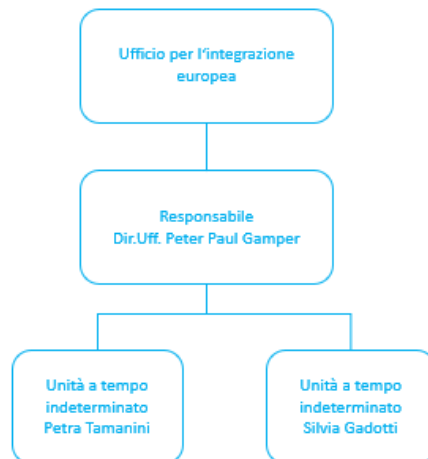 Ufficio per l'integrazione
europea
Responsabile
Dir.Uff. Peter Paul Gamper
Unità a tempo
indeterminato
Petra Tamanini
Unità a tempo
indeterminato
Silvia Gadotti